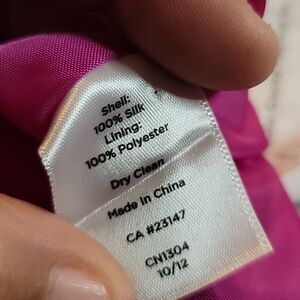 Shell:
100% Silk
Lining:
100% Polyester
Dry Clean
Made in China
CA #23147
CN1304
10/12